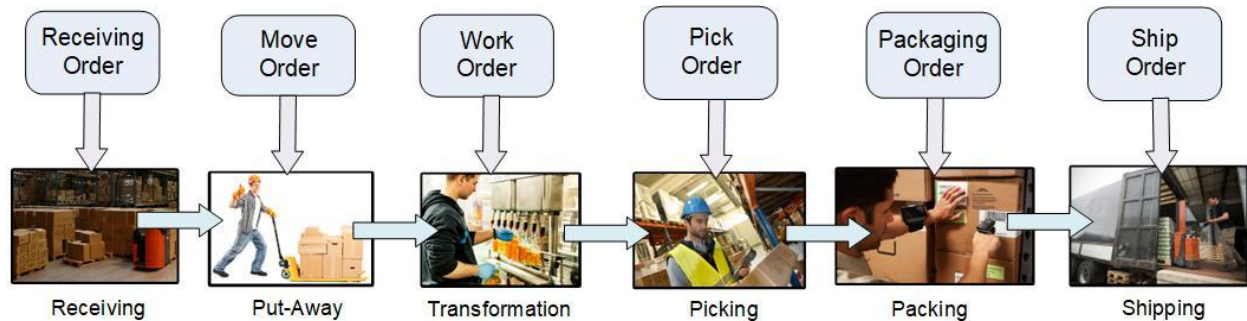 Receiving
Order
Move
Order
Work
Order
Pick
Order
Packaging
Order
Ship
Order
Receiving
Put-Away
Transformation
Picking
Packing
Shipping